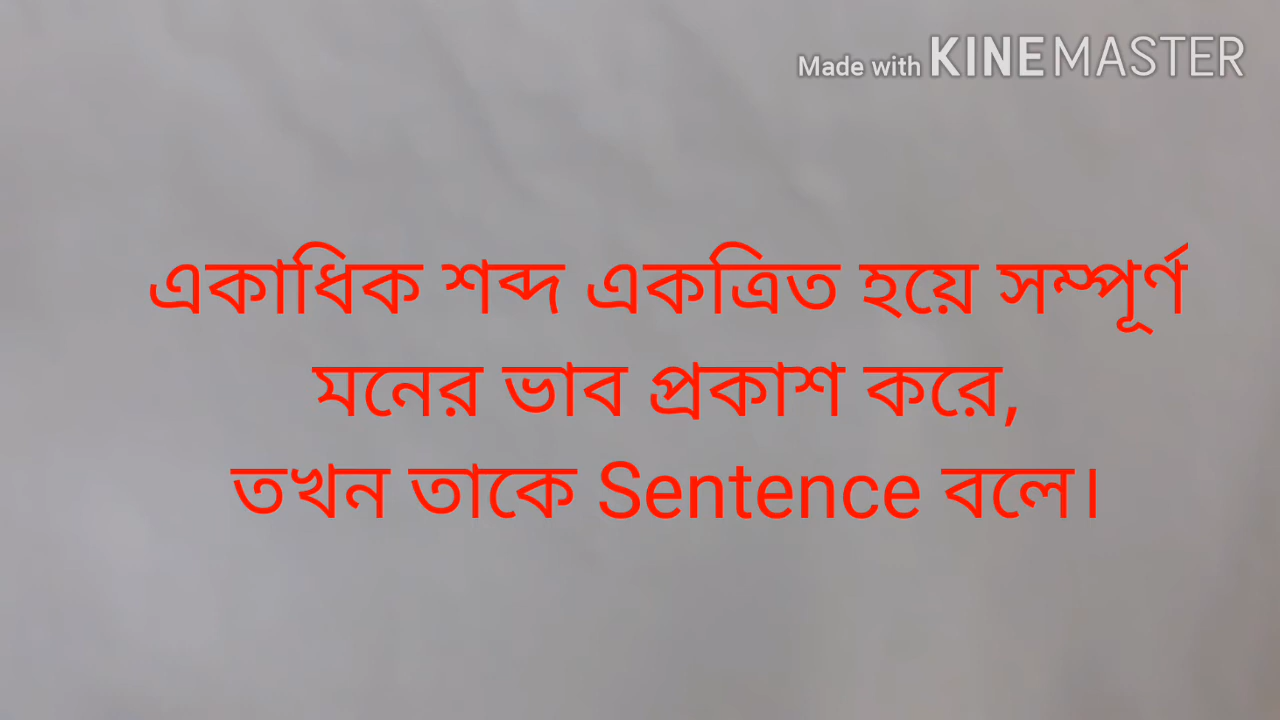 Made with KINEMASTER
একাধিক শব্দ একত্রিত হয়ে সম্পূর্ণ
মনের ভাব প্রকাশ করে,
তখন তাকে Sentence বলে।